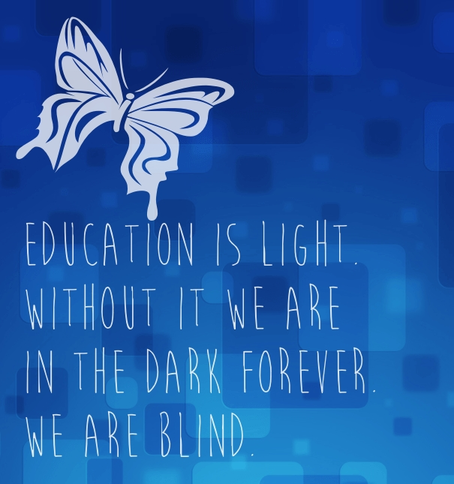 EDUCATION IS LIGHT.
WITHOUT IT WE ARE
IN THE DARK FOREVER.
WE ARE BLIND.